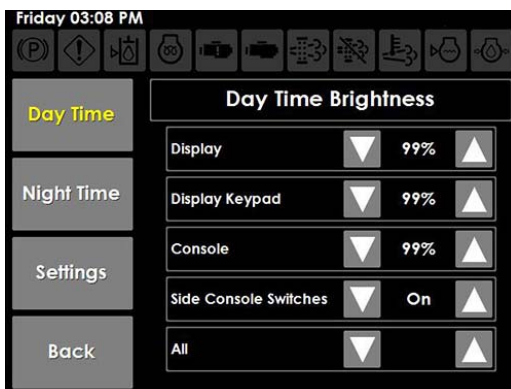 Friday 03:08 PM
(P)
Day Time
Day Time Brightness
Display 99%
Display Keypad 99%
Night Time
Console 99%
Settings
Side Console Switches On
Back
All